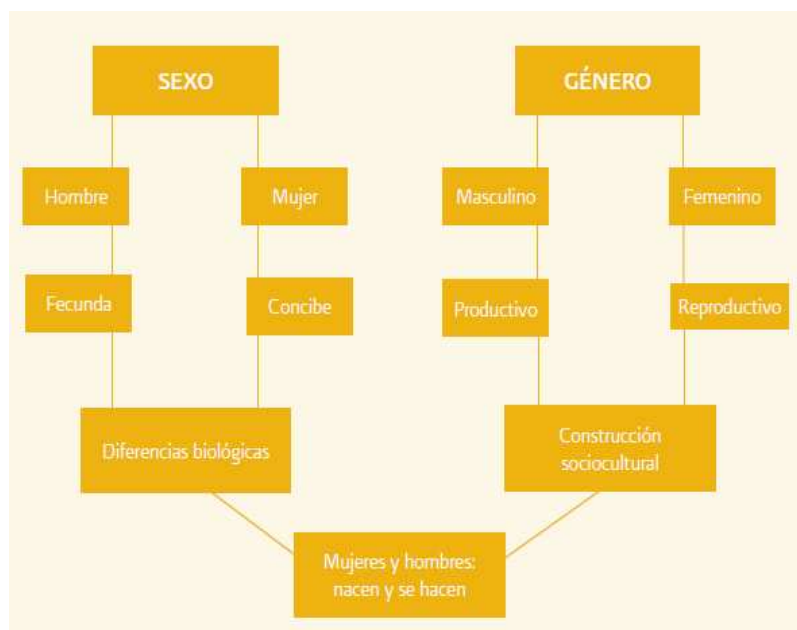 SEXO
GÉNERO
Hombre
Mujer
Masculino
Femenino
Fecunda
Concibe
Productivo
Reproductivo
Diferencias biológicas
Construcción
sociocultural
Mujeres y hombres:
nacen y se hacen